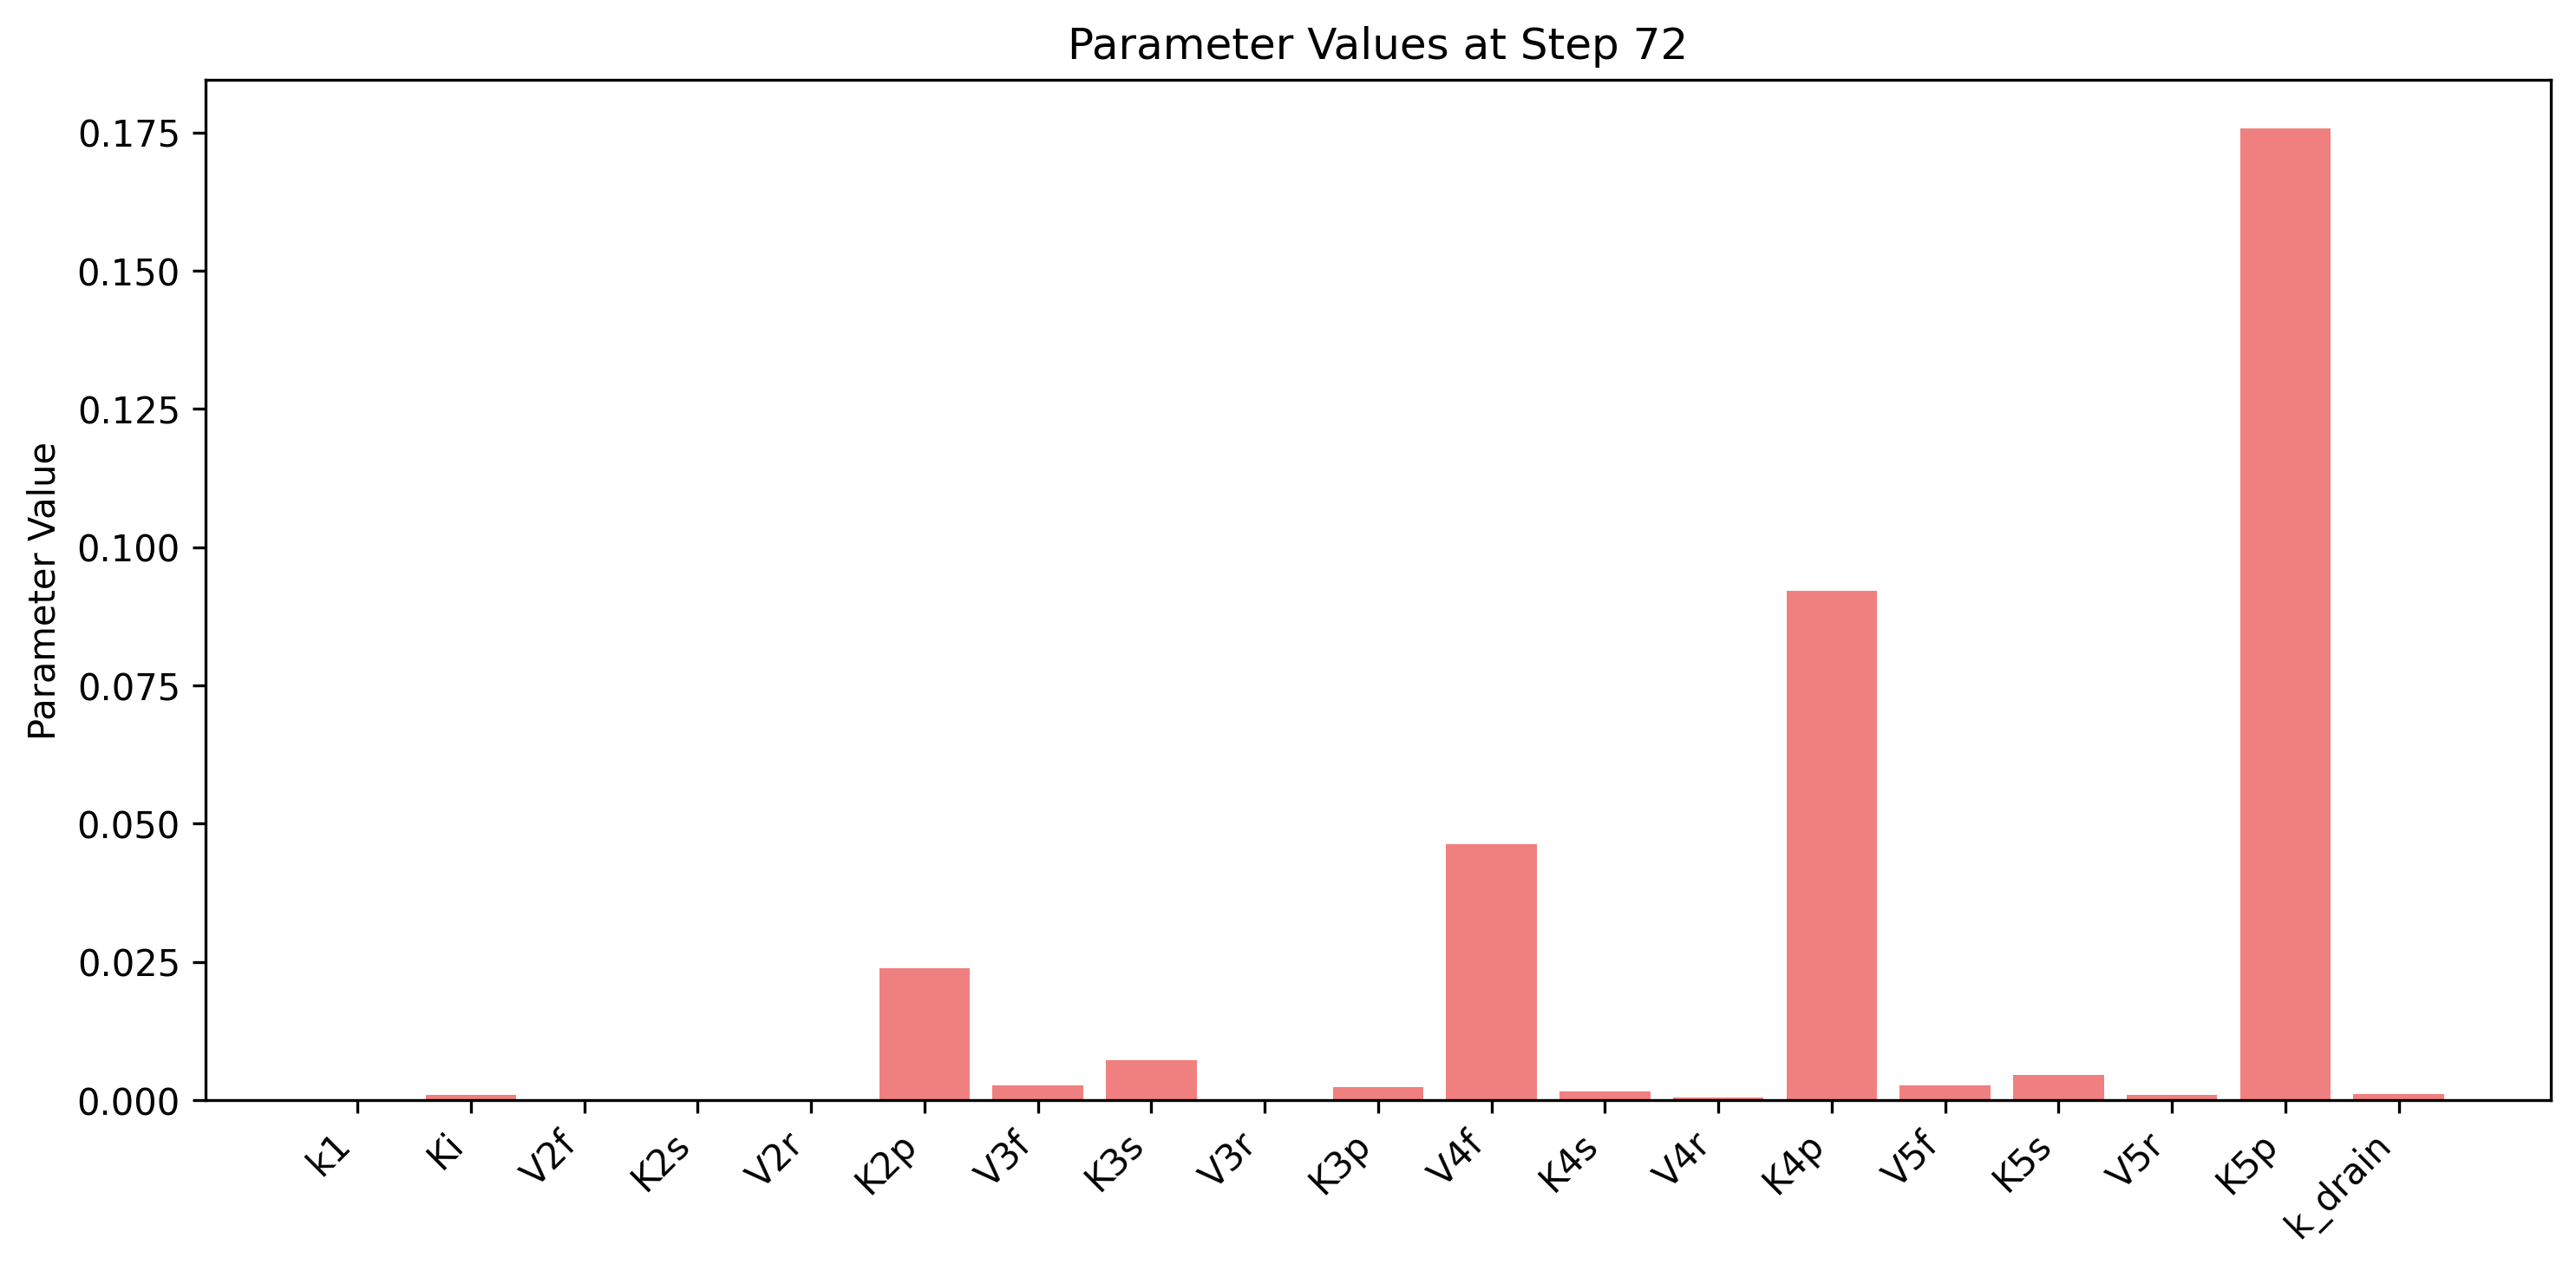 Parameter Values at Step 72
Parameter Value
0.175
0.150
0.125
0.100
0.075
0.050
0.025
0.000
k1
Ki
V2f
K2s
V2r
K2p
V3f
K3s
V3r
K3p
V4f
K4s
V4r
K4p
V5f
K5s
V5r
K5p
k_drain